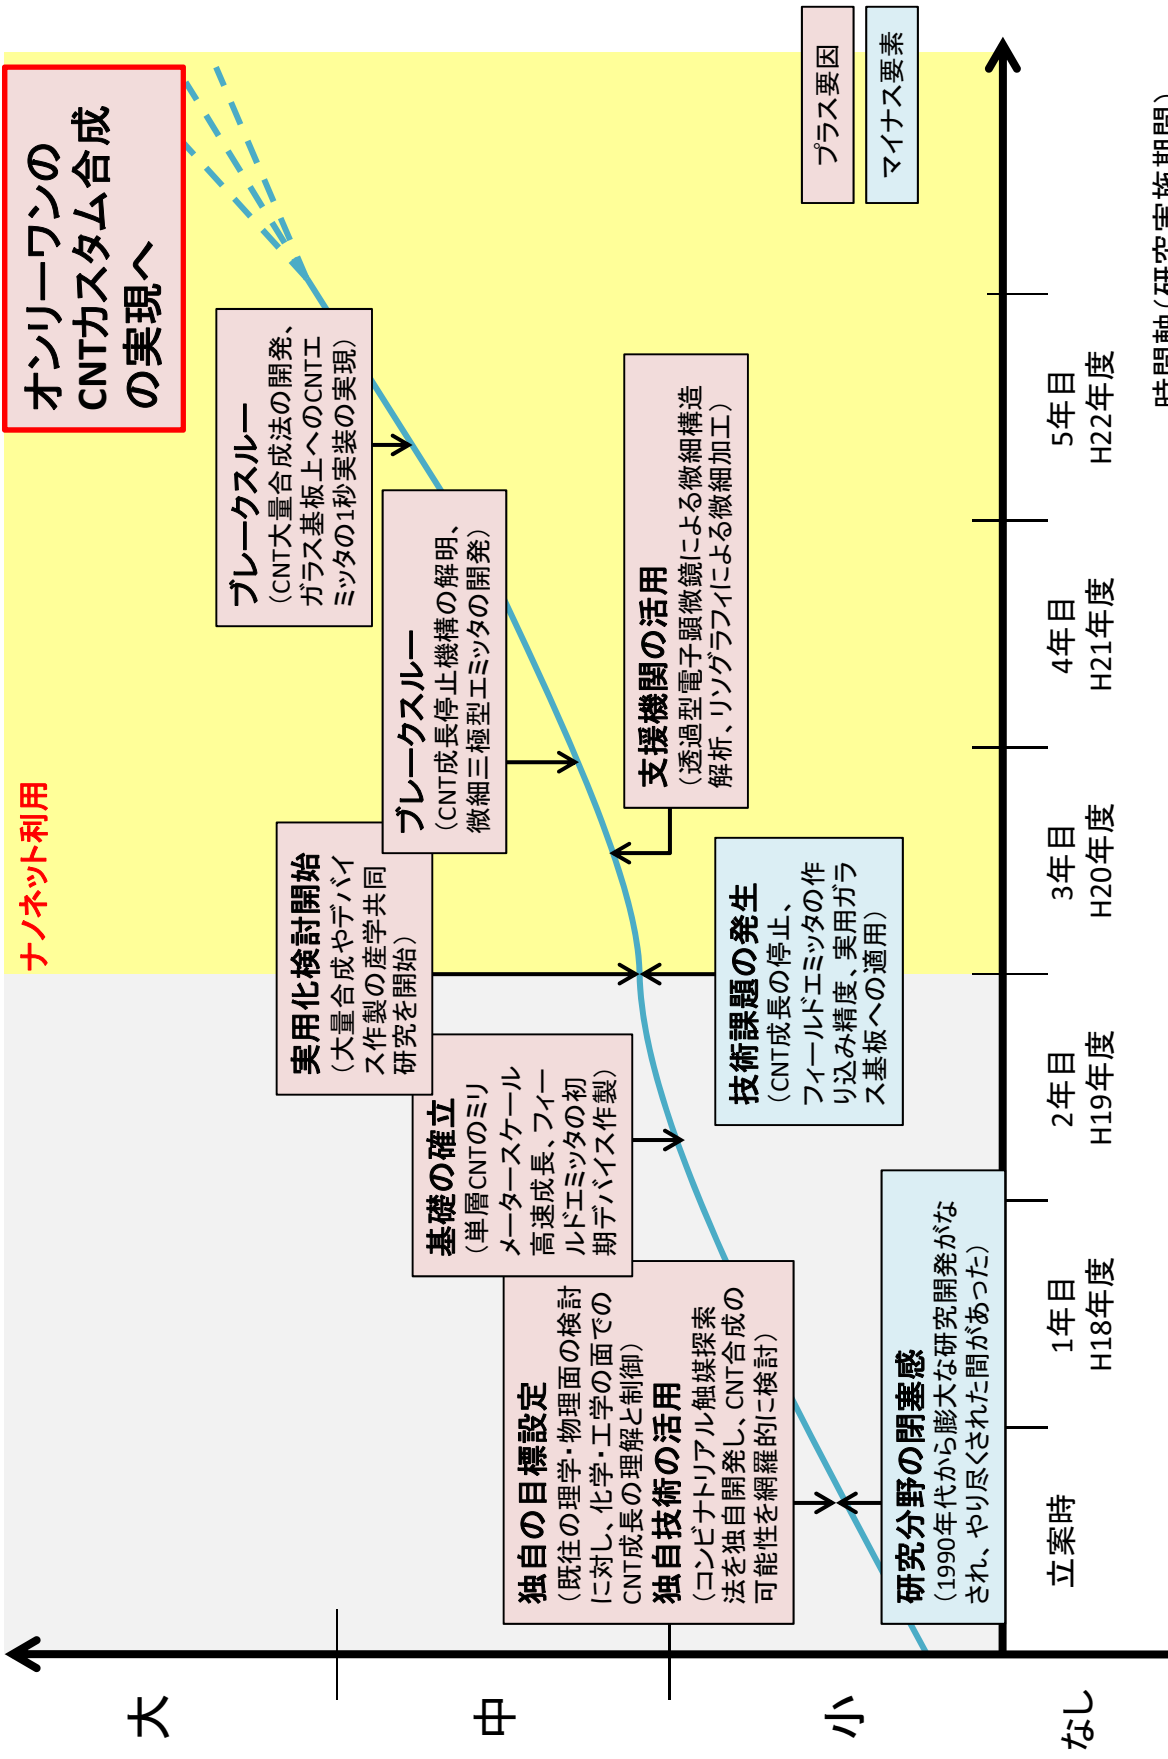 オンリーワンの
CNTカスタム合成
の実現へ
ナノネット利用
ブレークスルー
(CNT大量合成法の開発、
ガラス基板上へのCNTエ
ミッタの1秒実装の実現)
ブレークスルー
(CNT成長停止機構の解明、
微細三極型エミッタの開発)
実用化検討開始
(大量合成やデバイ
ス作製の産学共同
研究を開始)
基礎の確立
(単層CNTのミリ
メータースケール
高速成長、フィー
ルドエミッタの初
期デバイス作製)
独自の目標設定
(既往の理学・物理面の検討
に対し、化学・工学の面での
CNT成長の理解と制御)
独自技術の活用
(コンビナトリアル触媒探索
法を独自開発し、CNT合成の
可能性を網羅的に検討)
支援機関の活用
(透過型電子顕微鏡による微細構造
解析、リソグラフィによる微細加工)
技術課題の発生
(CNT成長の停止、
フィールドエミッタの作
り込み精度、実用ガラ
ス基板への適用)
研究分野の閉塞感
(1990年代から膨大な研究開発がな
され、やり尽くされた間があった)
プラス要因
マイナス要素
大
中
小
なし
立案時
1年目
H18年度
2年目
H19年度
3年目
H20年度
4年目
H21年度
5年目
H22年度
時間軸(研究実施期間)